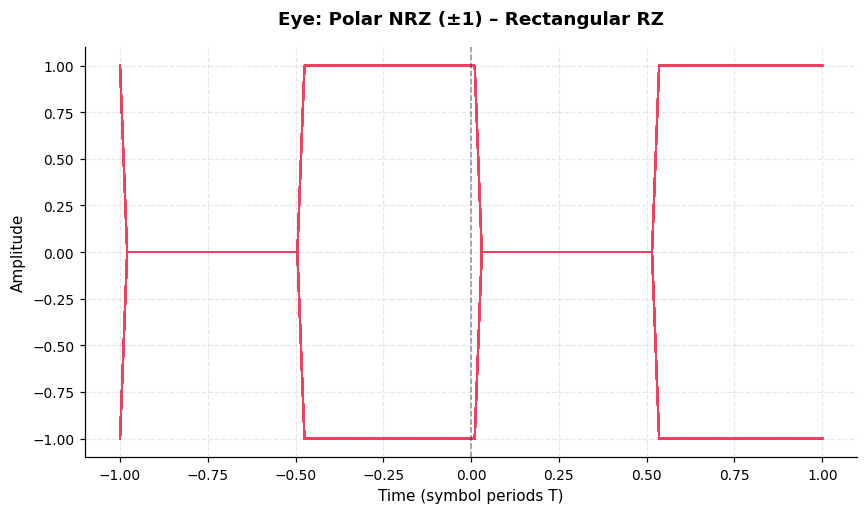 Eye: Polar NRZ (±1) – Rectangular RZ
1.00
0.75
0.50
0.25
0.00
−0.25
−0.50
−0.75
−1.00
Amplitude
−1.00 −0.75 −0.50 −0.25 0.00 0.25 0.50 0.75 1.00
Time (symbol periods T)